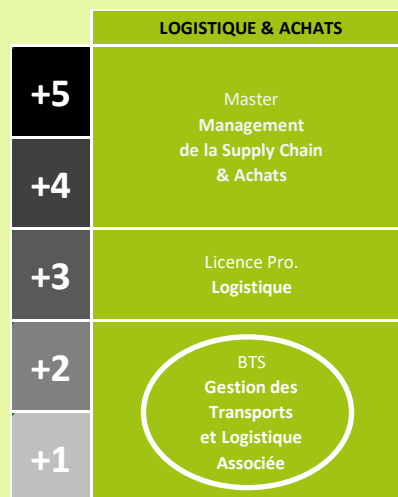 LOGISTIQUE & ACHATS
+5
Master
Management
de la Supply Chain
& Achats
+4
+3
Licence Pro.
Logistique
+2
BTS
Gestion des
Transports
et Logistique
Associée
+1